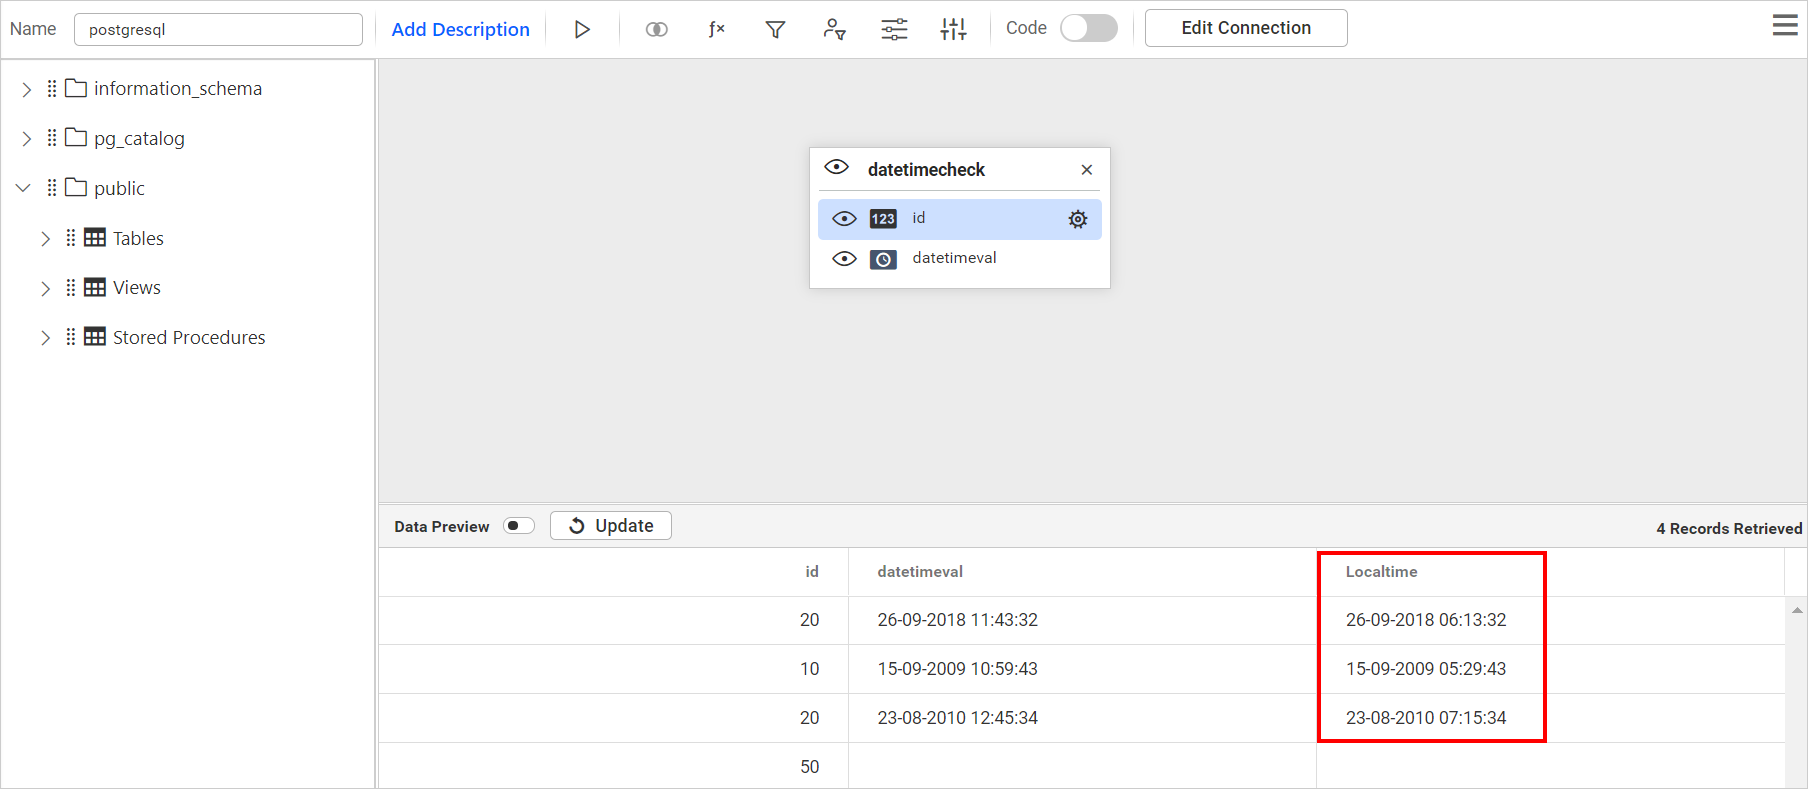 Name postgresql Add Description ƒx Code Edit Connection
information_schema
pg_catalog
public
Tables
Views
Stored Procedures
datetimecheck
123 id
datetimeval
Data Preview Update 4 Records Retrieved
id datetimeval Localtime
20 26-09-2018 11:43:32 26-09-2018 06:13:32
10 15-09-2009 10:59:43 15-09-2009 05:29:43
20 23-08-2010 12:45:34 23-08-2010 07:15:34
50